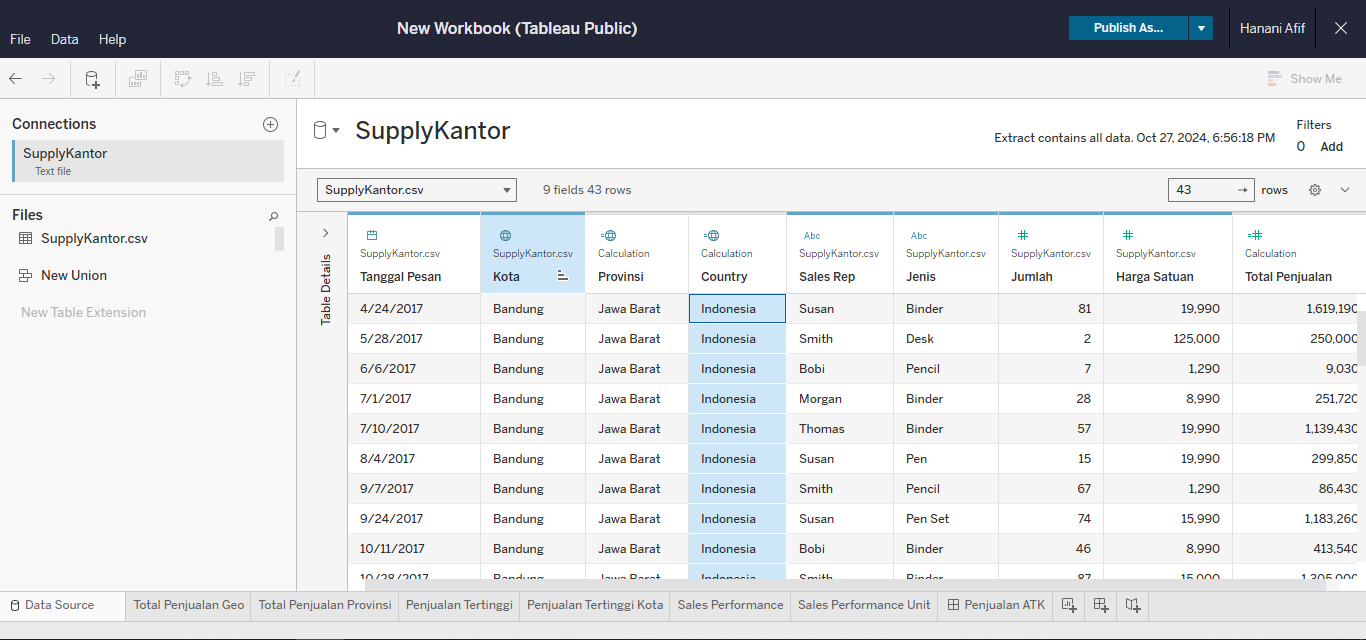 New Workbook (Tableau Public)
Publish As...
Hanani Afif
File Data Help
Show Me
Connections
SupplyKantor
Text file
Files
SupplyKantor.csv
New Union
New Table Extension
SupplyKantor
Extract contains all data. Oct 27, 2024, 6:56:18 PM
Filters
0 Add
SupplyKantor.csv
9 fields 43 rows
43 rows
Table Details
Abc Abc
SupplyKantor.csv SupplyKantor.csv Calculation Calculation SupplyKantor.csv SupplyKantor.csv SupplyKantor.csv SupplyKantor.csv Calculation
Tanggal Pesan Kota Provinsi Country Sales Rep Jenis Jumlah Harga Satuan Total Penjualan
4/24/2017 Bandung Jawa Barat Indonesia Susan Binder 81 19,990 1,619,190
5/28/2017 Bandung Jawa Barat Indonesia Smith Desk 2 125,000 250,000
6/6/2017 Bandung Jawa Barat Indonesia Bobi Pencil 7 1,290 9,030
7/1/2017 Bandung Jawa Barat Indonesia Morgan Binder 28 8,990 251,720
7/10/2017 Bandung Jawa Barat Indonesia Thomas Binder 57 19,990 1,139,430
8/4/2017 Bandung Jawa Barat Indonesia Susan Pen 15 19,990 299,850
9/7/2017 Bandung Jawa Barat Indonesia Smith Pencil 67 1,290 86,430
9/24/2017 Bandung Jawa Barat Indonesia Susan Pen Set 74 15,990 1,183,260
10/11/2017 Bandung Jawa Barat Indonesia Bobi Binder 46 8,990 413,540
10/28/2017 Bandung Jawa Barat Indonesia Smith Binder 87 15,000 1,305,000
Data Source Total Penjualan Geo Total Penjualan Provinsi Penjualan Tertinggi Penjualan Tertinggi Kota Sales Performance Sales Performance Unit Penjualan ATK